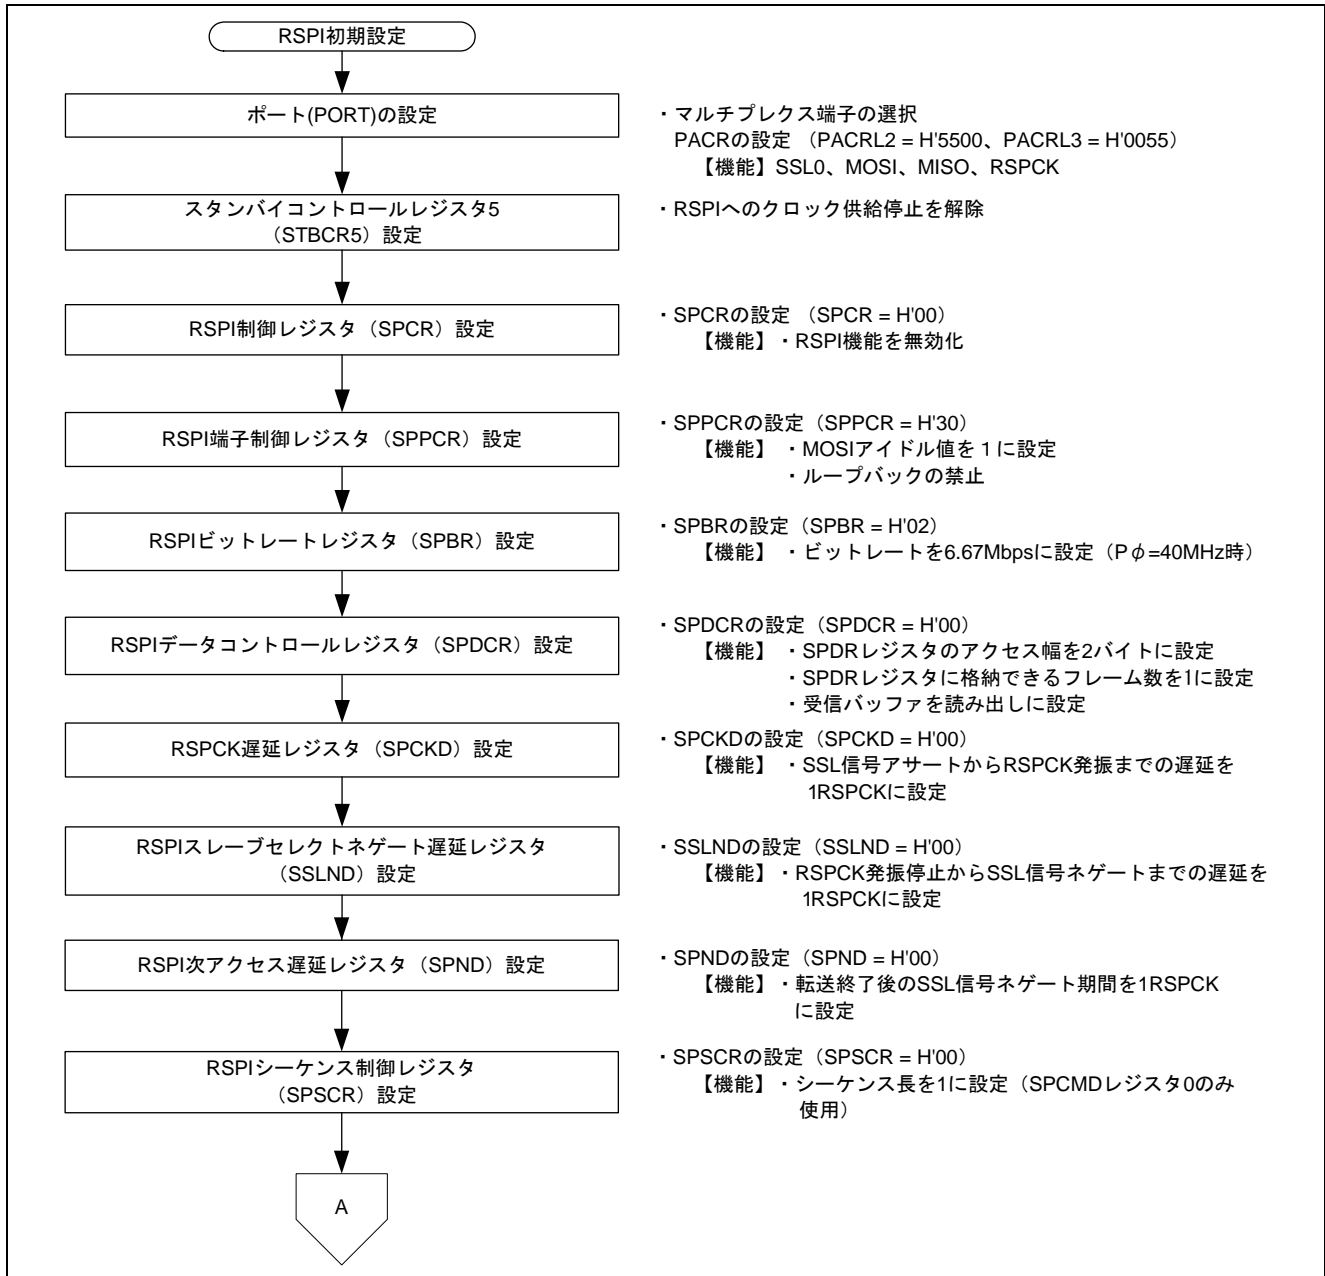 RSPI初期設定
ポート(PORT)の設定
・マルチプレクス端子の選択
PACRの設定 （PACRL2 = H'5500、PACRL3 = H'0055）
【機能】SSL0、MOSI、MISO、RSPCK
スタンバイコントロールレジスタ5
（STBCR5）設定
・RSPIへのクロック供給停止を解除
RSPI制御レジスタ（SPCR）設定
・SPCRの設定 （SPCR = H'00）
【機能】・RSPI機能を無効化
RSPI端子制御レジスタ（SPPCR）設定
・SPPCRの設定（SPPCR = H'30）
【機能】 ・MOSIアイドル値を１に設定
・ループバックの禁止
RSPIビットレートレジスタ（SPBR）設定
・SPBRの設定（SPBR = H'02）
【機能】 ・ビットレートを6.67Mbpsに設定（Pφ=40MHz時）
RSPIデータコントロールレジスタ（SPDCR）設定
・SPDCRの設定（SPDCR = H'00）
【機能】 ・SPDRレジスタのアクセス幅を2バイトに設定
・SPDRレジスタに格納できるフレーム数を1に設定
・受信バッファを読み出しに設定
RSPCK遅延レジスタ（SPCKD）設定
・SPCKDの設定（SPCKD = H'00）
【機能】 ・SSL信号アサートからRSPCK発振までの遅延を
1RSPCKに設定
RSPIスレーブセレクトネゲート遅延レジスタ
（SSLND）設定
・SSLNDの設定（SSLND = H'00）
【機能】・RSPCK発振停止からSSL信号ネゲートまでの遅延を
1RSPCKに設定
RSPI次アクセス遅延レジスタ（SPND）設定
・SPNDの設定（SPND = H'00）
【機能】・転送終了後のSSL信号ネゲート期間を1RSPCK
に設定
RSPIシーケンス制御レジスタ
（SPSCR）設定
・SPSCRの設定（SPSCR = H'00）
【機能】・シーケンス長を1に設定（SPCMDレジスタ0のみ
使用）
A